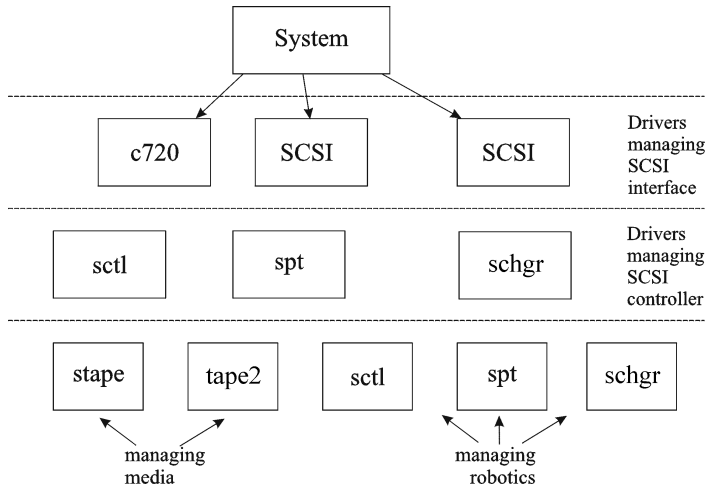 System
c720
SCSI
SCSI
Drivers
managing
SCSI
interface
sctl
spt
schgr
Drivers
managing
SCSI
controller
stape
tape2
sctl
spt
schgr
managing
media
managing
robotics